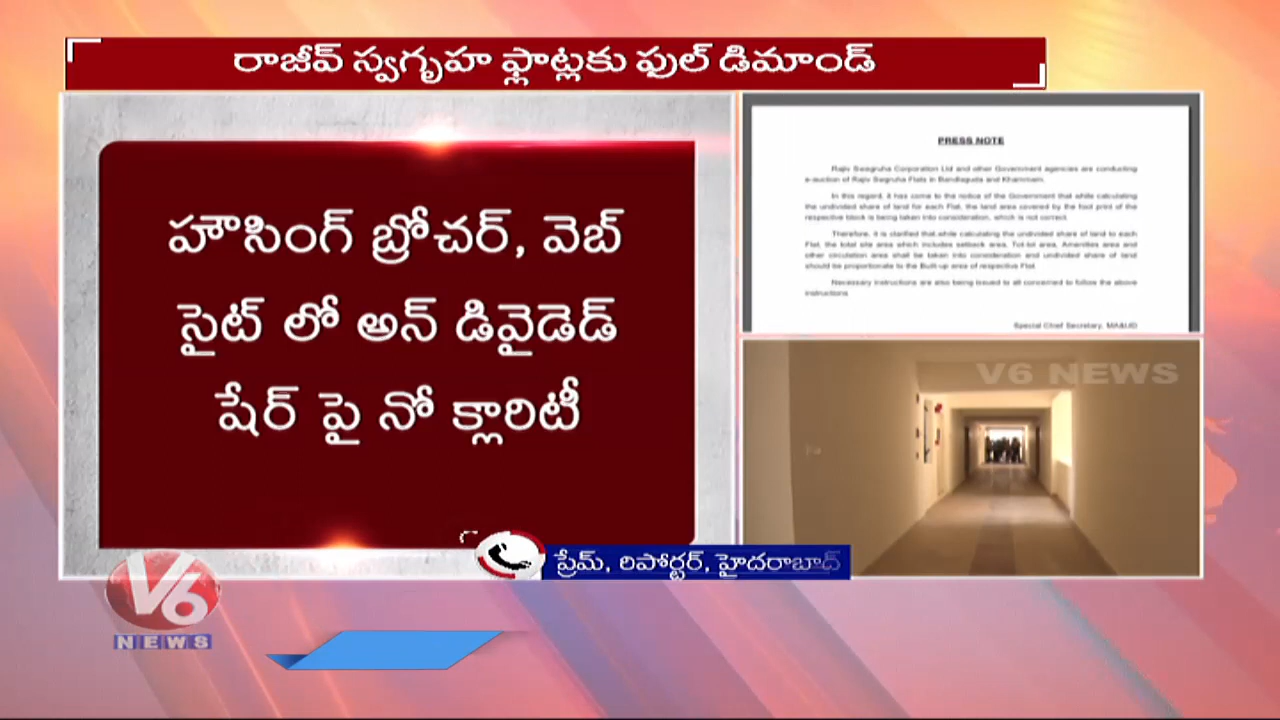 రాజీవ్ స్వగృహ ఫ్లాట్లకు ఫుల్ డిమాండ్
హౌసింగ్ బ్రోచర్, వెబ్
సైట్ లో అన్ డివైడెడ్
షేర్ పై నో క్లారిటీ
PRESS NOTE
Rajiv Swagruha Corporation Ltd and other Government agencies are conducting
e-auction of Rajiv Swgruha Flats in Bandlaguda and Khammam.
In this regard, it has come to the notice of the Government that while calculating
the undivided share of land for each Flat, the land area covered by the foot print of the
respective block is being taken into consideration, which is not correct.
Therefore, it is clarified that while calculating the undivided share of land to each
Flat, the total site area which includes setback area, Tot-lot area, Amenities area and
other circulation area shall be taken into consideration and undivided share of land
should be proportionate to the Built-up area of respective Flat.
Necessary instructions are also being issued to all concerned to follow the above
instructions
Special Chief Secretary, MA&UD
V6 NEWS
ప్రేమ్, రిపోర్టర్, హైదరాబాద్
V6
NEWS